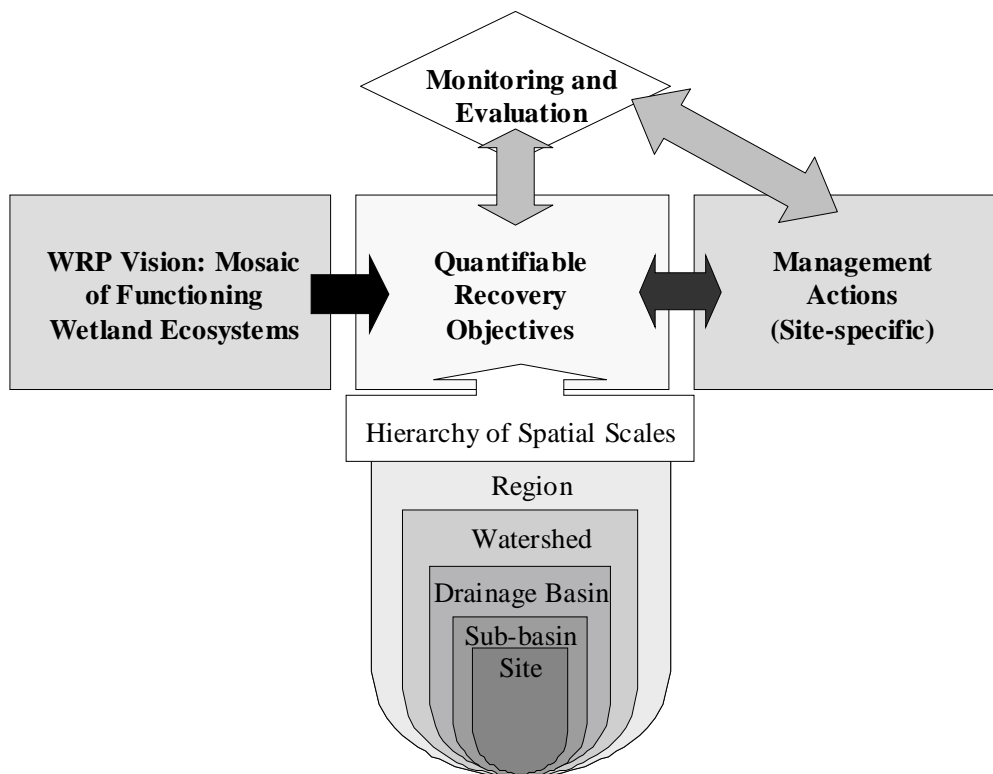 Monitoring and
Evaluation
WRP Vision: Mosaic
of Functioning
Wetland Ecosystems
Quantifiable
Recovery
Objectives
Management
Actions
(Site-specific)
Hierarchy of Spatial Scales
Region
Watershed
Drainage Basin
Sub-basin
Site